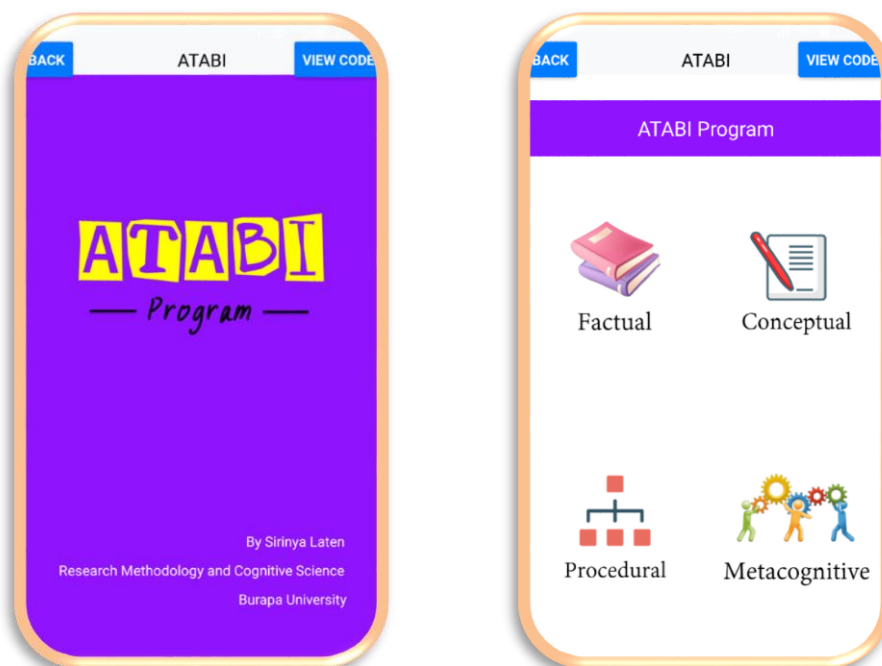 BACK ATABI VIEW CODE
ATABI
Program
By Sirinya Laten
Research Methodology and Cognitive Science
Burapa University
BACK ATABI VIEW CODE
ATABI Program
Factual Conceptual
Procedural Metacognitive